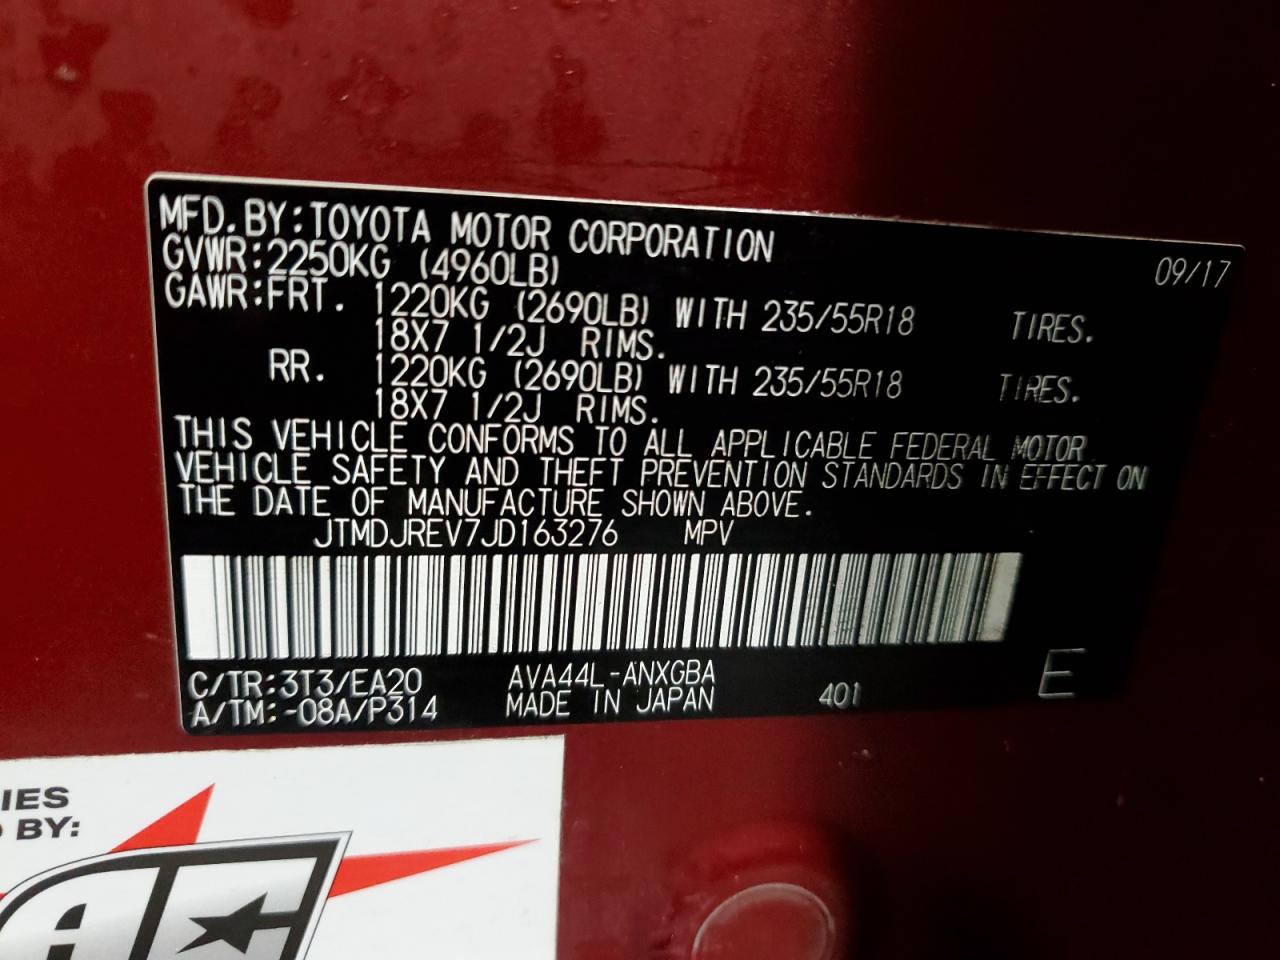 MFD. BY: TOYOTA MOTOR CORPORATION 09/17
GVWR: 2250KG (4960LB)
GAWR: FRT. 1220KG (2690LB) WITH 235/55R18 TIRES.
18X7 1/2J RIMS.
RR. 1220KG (2690LB) WITH 235/55R18 TIRES.
18X7 1/2J RIMS.
THIS VEHICLE CONFORMS TO ALL APPLICABLE FEDERAL MOTOR
VEHICLE SAFETY AND THEFT PREVENTION STANDARDS IN EFFECT ON
THE DATE OF MANUFACTURE SHOWN ABOVE.
JTMDJREV7JD163276 MPV
C/TR: 3T3/EA20 AVA44L-ANXGBA
A/TM: -08A/P314 MADE IN JAPAN 401 E
IES
BY: